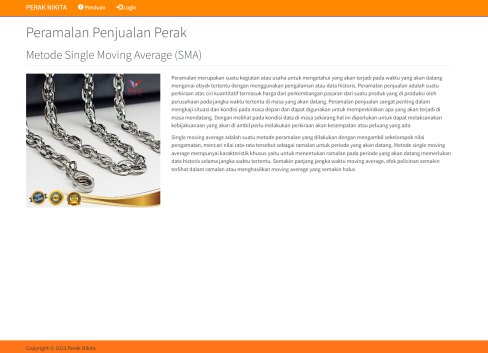 PERAK NIKITA Panduan Login
Peramalan Penjualan Perak
Metode Single Moving Average (SMA)
Peramalan merupakan suatu kegiatan atau usaha untuk mengetahui yang akan terjadi pada waktu yang akan datang
mengenai obyek tertentu dengan menggunakan pengalaman atau data historis. Peramalan penjualan adalah suatu
perkiraan atas ciri kuantitatif termasuk harga dari perkembangan pasaran dari suatu produk yang di produksi oleh
perusahaan pada jangka waktu tertentu di masa yang akan datang. Peramalan penjualan sangat penting dalam
mengkaji situasi dan kondisi pada masa depan dan dapat digunakan untuk memperkirakan apa yang akan terjadi di
masa mendatang. Dengan melihat pada kondisi data di masa sekarang hal ini diperlukan untuk dapat melaksanakan
kebijaksanaan yang akan di ambil perlu melakukan perkiraan akan kesempatan atau peluang yang ada.
Single moving average adalah suatu metode peramalan yang dilakukan dengan mengambil sekelompok nilai
pengamatan, mencari nilai rata-rata tersebut sebagai ramalan untuk periode yang akan datang. Metode single moving
average mempunyai karakteristik khusus yaitu untuk menentukan ramalan pada periode yang akan datang memerlukan
data historis selama jangka waktu tertentu. Semakin panjang jangka waktu moving average, efek pelicinan semakin
terlihat dalam ramalan atau menghasilkan moving average yang semakin halus
Copyright © 2023 Perak Nikita